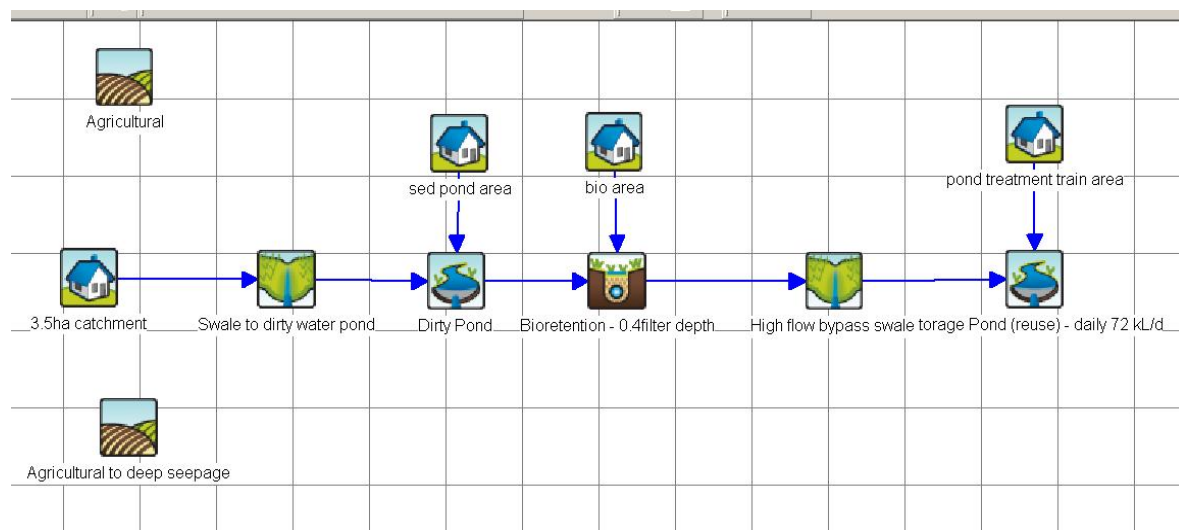 Agricultural
sed pond area
bio area
pond treatment train area
3.5ha catchment
Swale to dirty water pond
Dirty Pond
Bioretention - 0.4filter depth
High flow bypass swale
torage Pond (reuse) - daily 72 kL/d
Agricultural to deep seepage